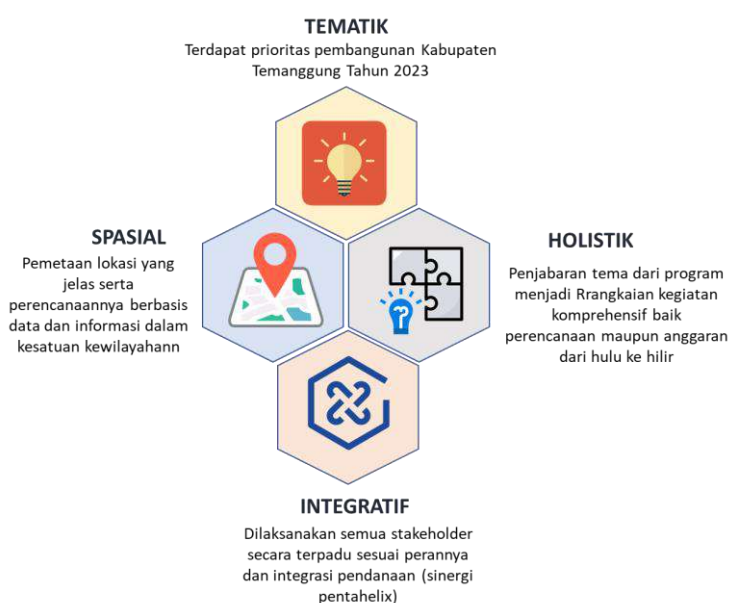 TEMATIK
Terdapat prioritas pembangunan Kabupaten
Temanggung Tahun 2023
SPASIAL
Pemetaan lokasi yang
jelas serta
perencanaannya berbasis
data dan informasi dalam
kesatuan kewilayahann
HOLISTIK
Penjabaran tema dari program
menjadi Rrangkaian kegiatan
komprehensif baik
perencanaan maupun anggaran
dari hulu ke hilir
INTEGRATIF
Dilaksanakan semua stakeholder
secara terpadu sesuai perannya
dan integrasi pendanaan (sinergi
pentahelix)